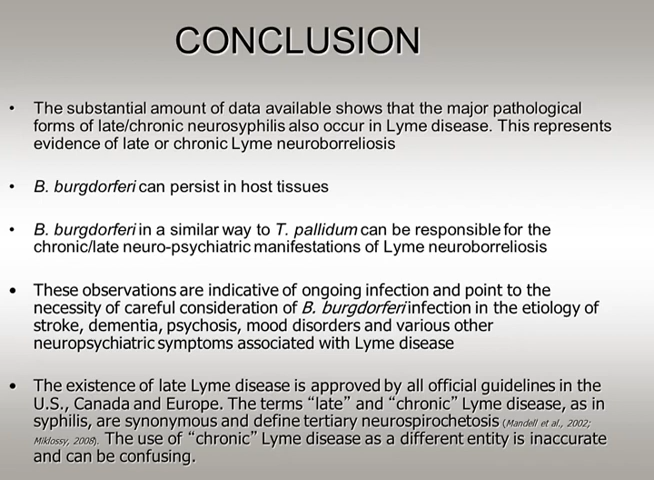 CONCLUSION
• The substantial amount of data available shows that the major pathological
forms of late/chronic neurosyphilis also occur in Lyme disease. This represents
evidence of late or chronic Lyme neuroborreliosis
• B. burgdorferi can persist in host tissues
• B. burgdorferi in a similar way to T. pallidum can be responsible for the
chronic/late neuro-psychiatric manifestations of Lyme neuroborreliosis
• These observations are indicative of ongoing infection and point to the
necessity of careful consideration of B. burgdorferi infection in the etiology of
stroke, dementia, psychosis, mood disorders and various other
neuropsychiatric symptoms associated with Lyme disease
• The existence of late Lyme disease is approved by all official guidelines in the
U.S., Canada and Europe. The terms “late” and “chronic” Lyme disease, as in
syphilis, are synonymous and define tertiary neurospirochetosis (Mandell et al., 2002;
Miklossy, 2008). The use of “chronic” Lyme disease as a different entity is inaccurate
and can be confusing.